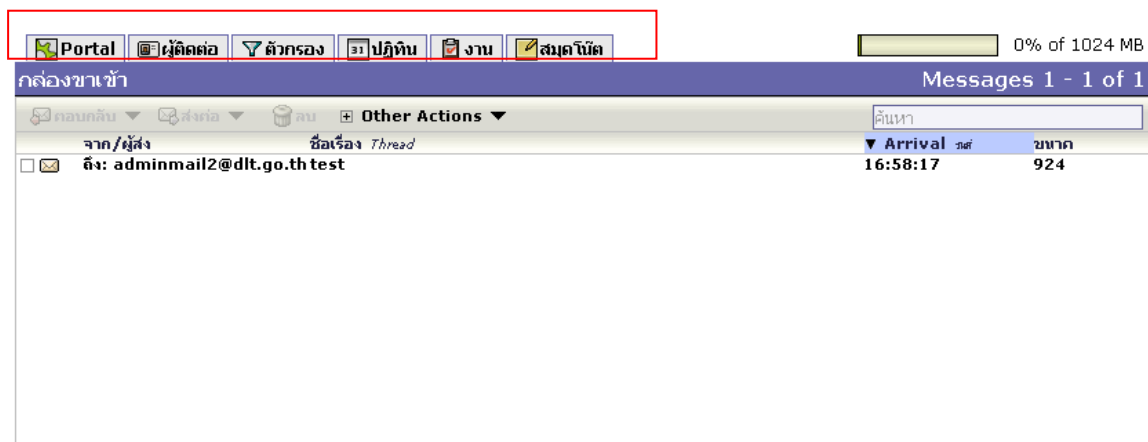 Portal ผู้ติดต่อ ตัวกรอง 31 ปฏิทิน งาน สมุดโน๊ต 0% of 1024 MB
กล่องขาเข้า Messages 1 - 1 of 1
ตอบกลับ ส่งต่อ ลบ Other Actions ค้นหา
จาก/ผู้ส่ง ชื่อเรื่อง Thread Arrival วันที่ ขนาด
ถึง: adminmail2@dlt.go.th test 16:58:17 924